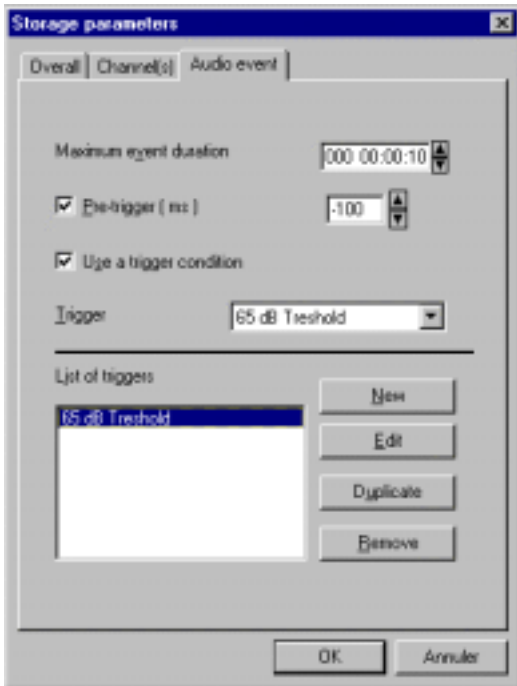 Storage parameters
Overall Channel(s) Audio event
Maximum event duration 000 00:00:10
Pre-trigger ( ms ) -100
Use a trigger condition
Trigger 65 dB Treshold
List of triggers
65 dB Treshold
New
Edit
Duplicate
Remove
OK Annuler